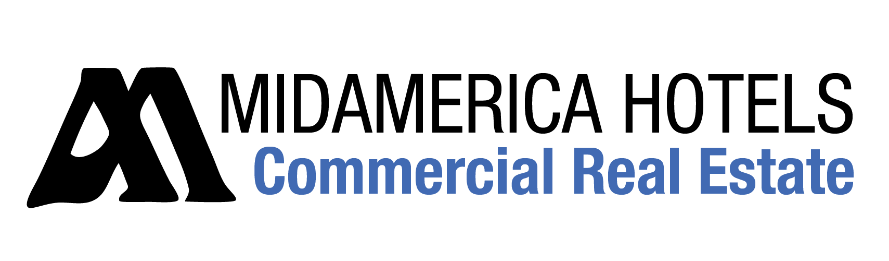 MIDAMERICA HOTELS
Commercial Real Estate